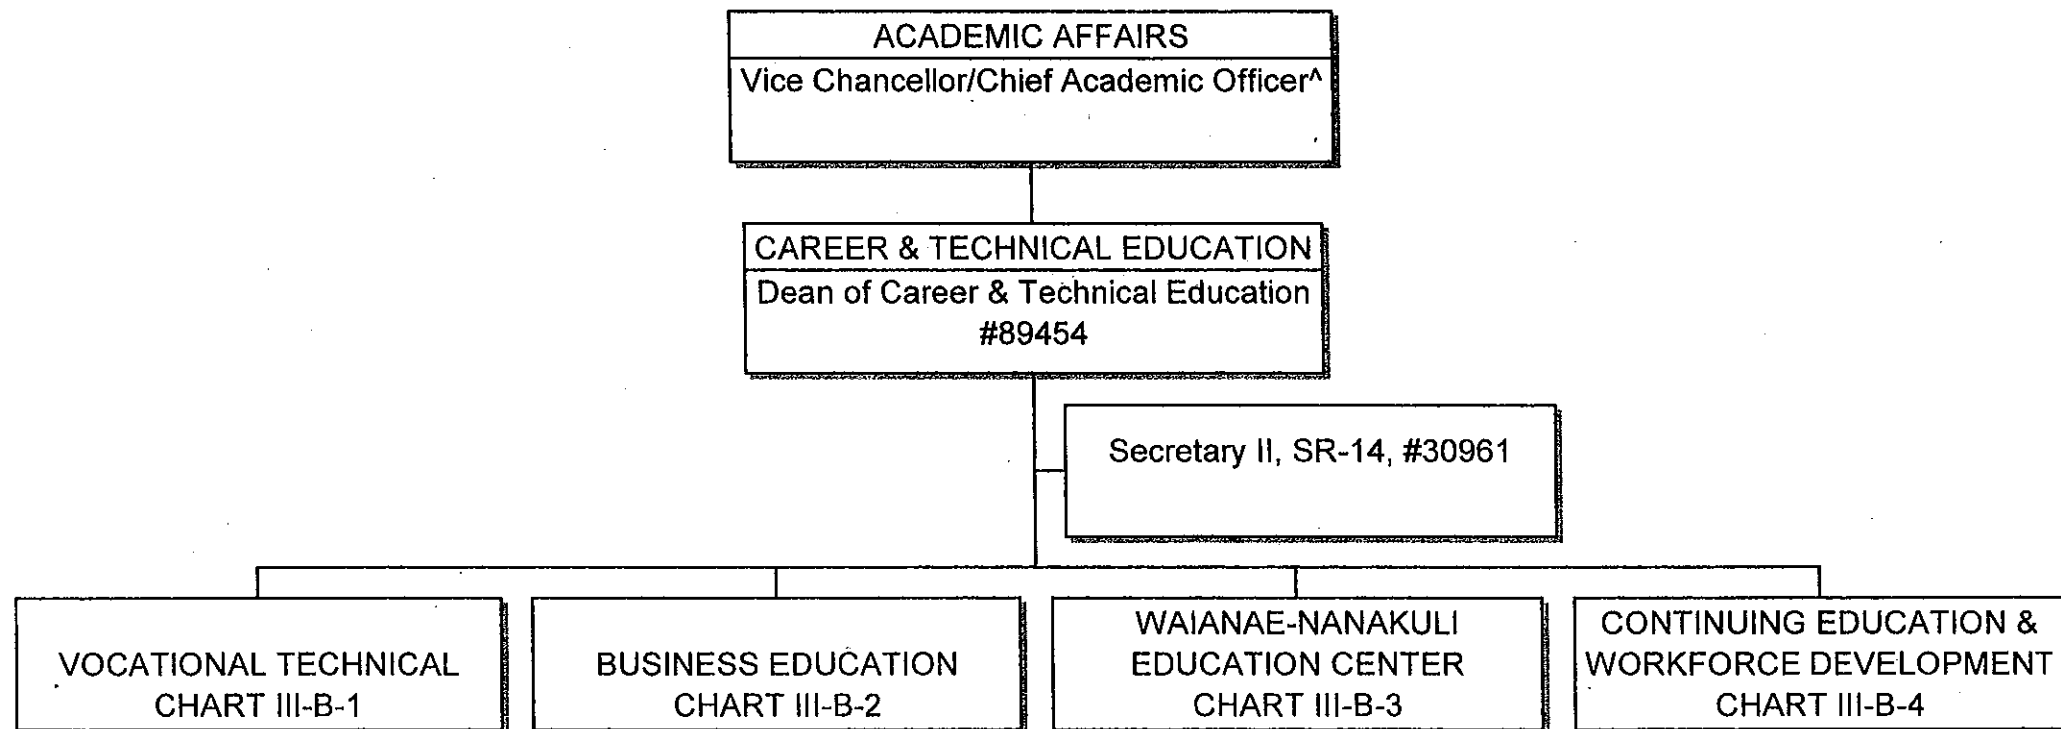 ACADEMIC AFFAIRS
Vice Chancellor/Chief Academic Officer^
CAREER & TECHNICAL EDUCATION
Dean of Career & Technical Education
#89454
Secretary II, SR-14, #30961
VOCATIONAL TECHNICAL
CHART III-B-1
BUSINESS EDUCATION
CHART III-B-2
WAIANAE-NANAKULI
EDUCATION CENTER
CHART III-B-3
CONTINUING EDUCATION &
WORKFORCE DEVELOPMENT
CHART III-B-4